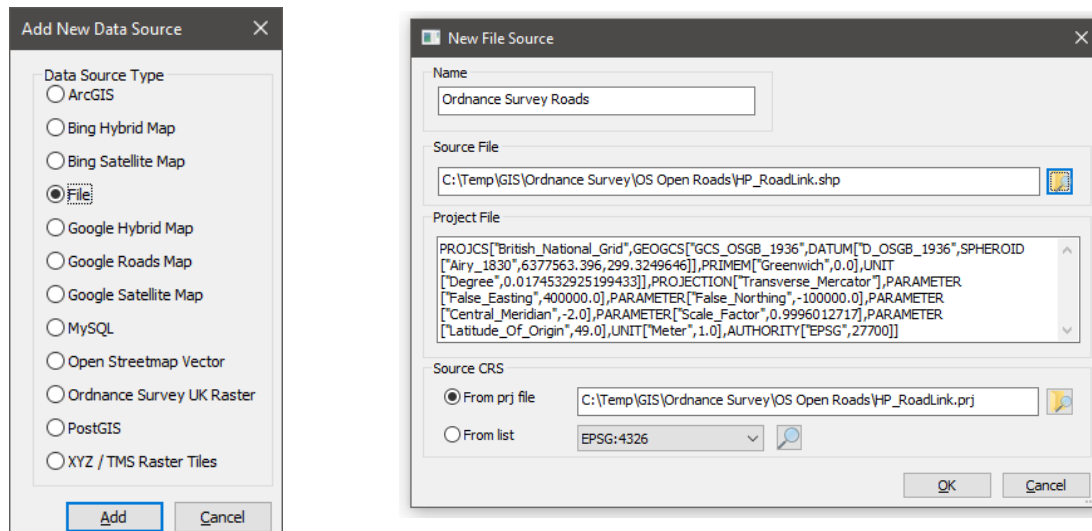 Add New Data Source
Data Source Type
ArcGIS
Bing Hybrid Map
Bing Satellite Map
File
Google Hybrid Map
Google Roads Map
Google Satellite Map
MySQL
Open Streetmap Vector
Ordnance Survey UK Raster
PostGIS
XYZ / TMS Raster Tiles
Add
Cancel
New File Source
Name
Ordnance Survey Roads
Source File
C:\Temp\GIS\Ordnance Survey\OS Open Roads\HP_RoadLink.shp
Project File
PROJCS["British_National_Grid",GEOGCS["GCS_OSGB_1936",DATUM["D_OSGB_1936",SPHEROID
["Airy_1830",6377563.396,299.3249646]],PRIMEM["Greenwich",0.0],UNIT
["Degree",0.0174532925199433]],PROJECTION["Transverse_Mercator"],PARAMETER
["False_Easting",400000.0],PARAMETER["False_Northing",-100000.0],PARAMETER
["Central_Meridian",-2.0],PARAMETER["Scale_Factor",0.9996012717],PARAMETER
["Latitude_Of_Origin",49.0],UNIT["Meter",1.0],AUTHORITY["EPSG",27700]]
Source CRS
From prj file
C:\Temp\GIS\Ordnance Survey\OS Open Roads\HP_RoadLink.prj
From list
EPSG:4326
OK
Cancel